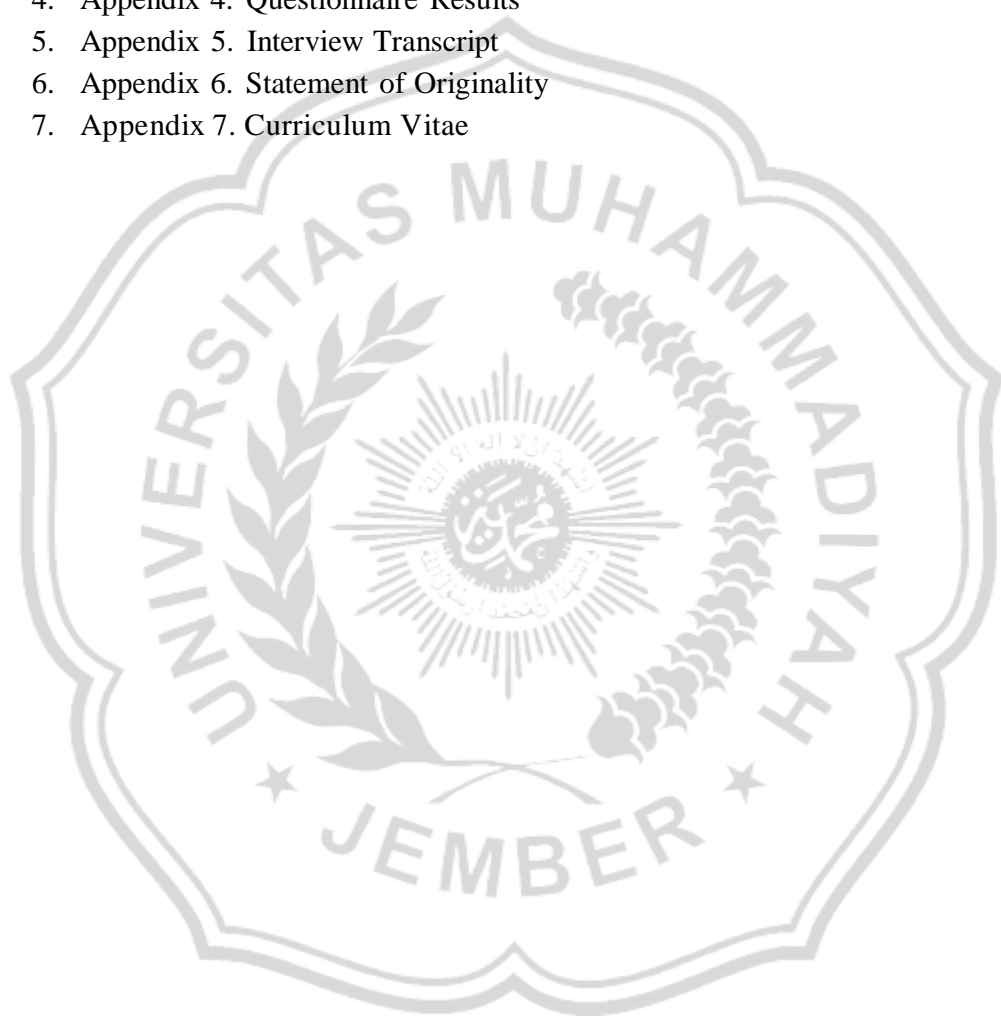 4. Appendix 4. Questionnaire Results
5. Appendix 5. Interview Transcript
6. Appendix 6. Statement of Originality
7. Appendix 7. Curriculum Vitae
UNIVERSITAS MUHAMMADIYAH
JEMBER